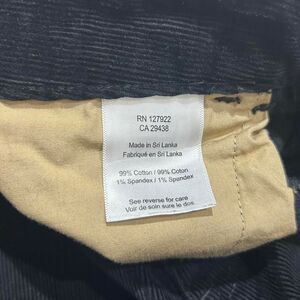 RN 127922
CA 29438
Made in Sri Lanka
Fabriqué en Sri Lanka
99% Cotton / 99% Cotton
1% Spandex / 1% Spandex
See reverse for care
Voir de soin sure le dos